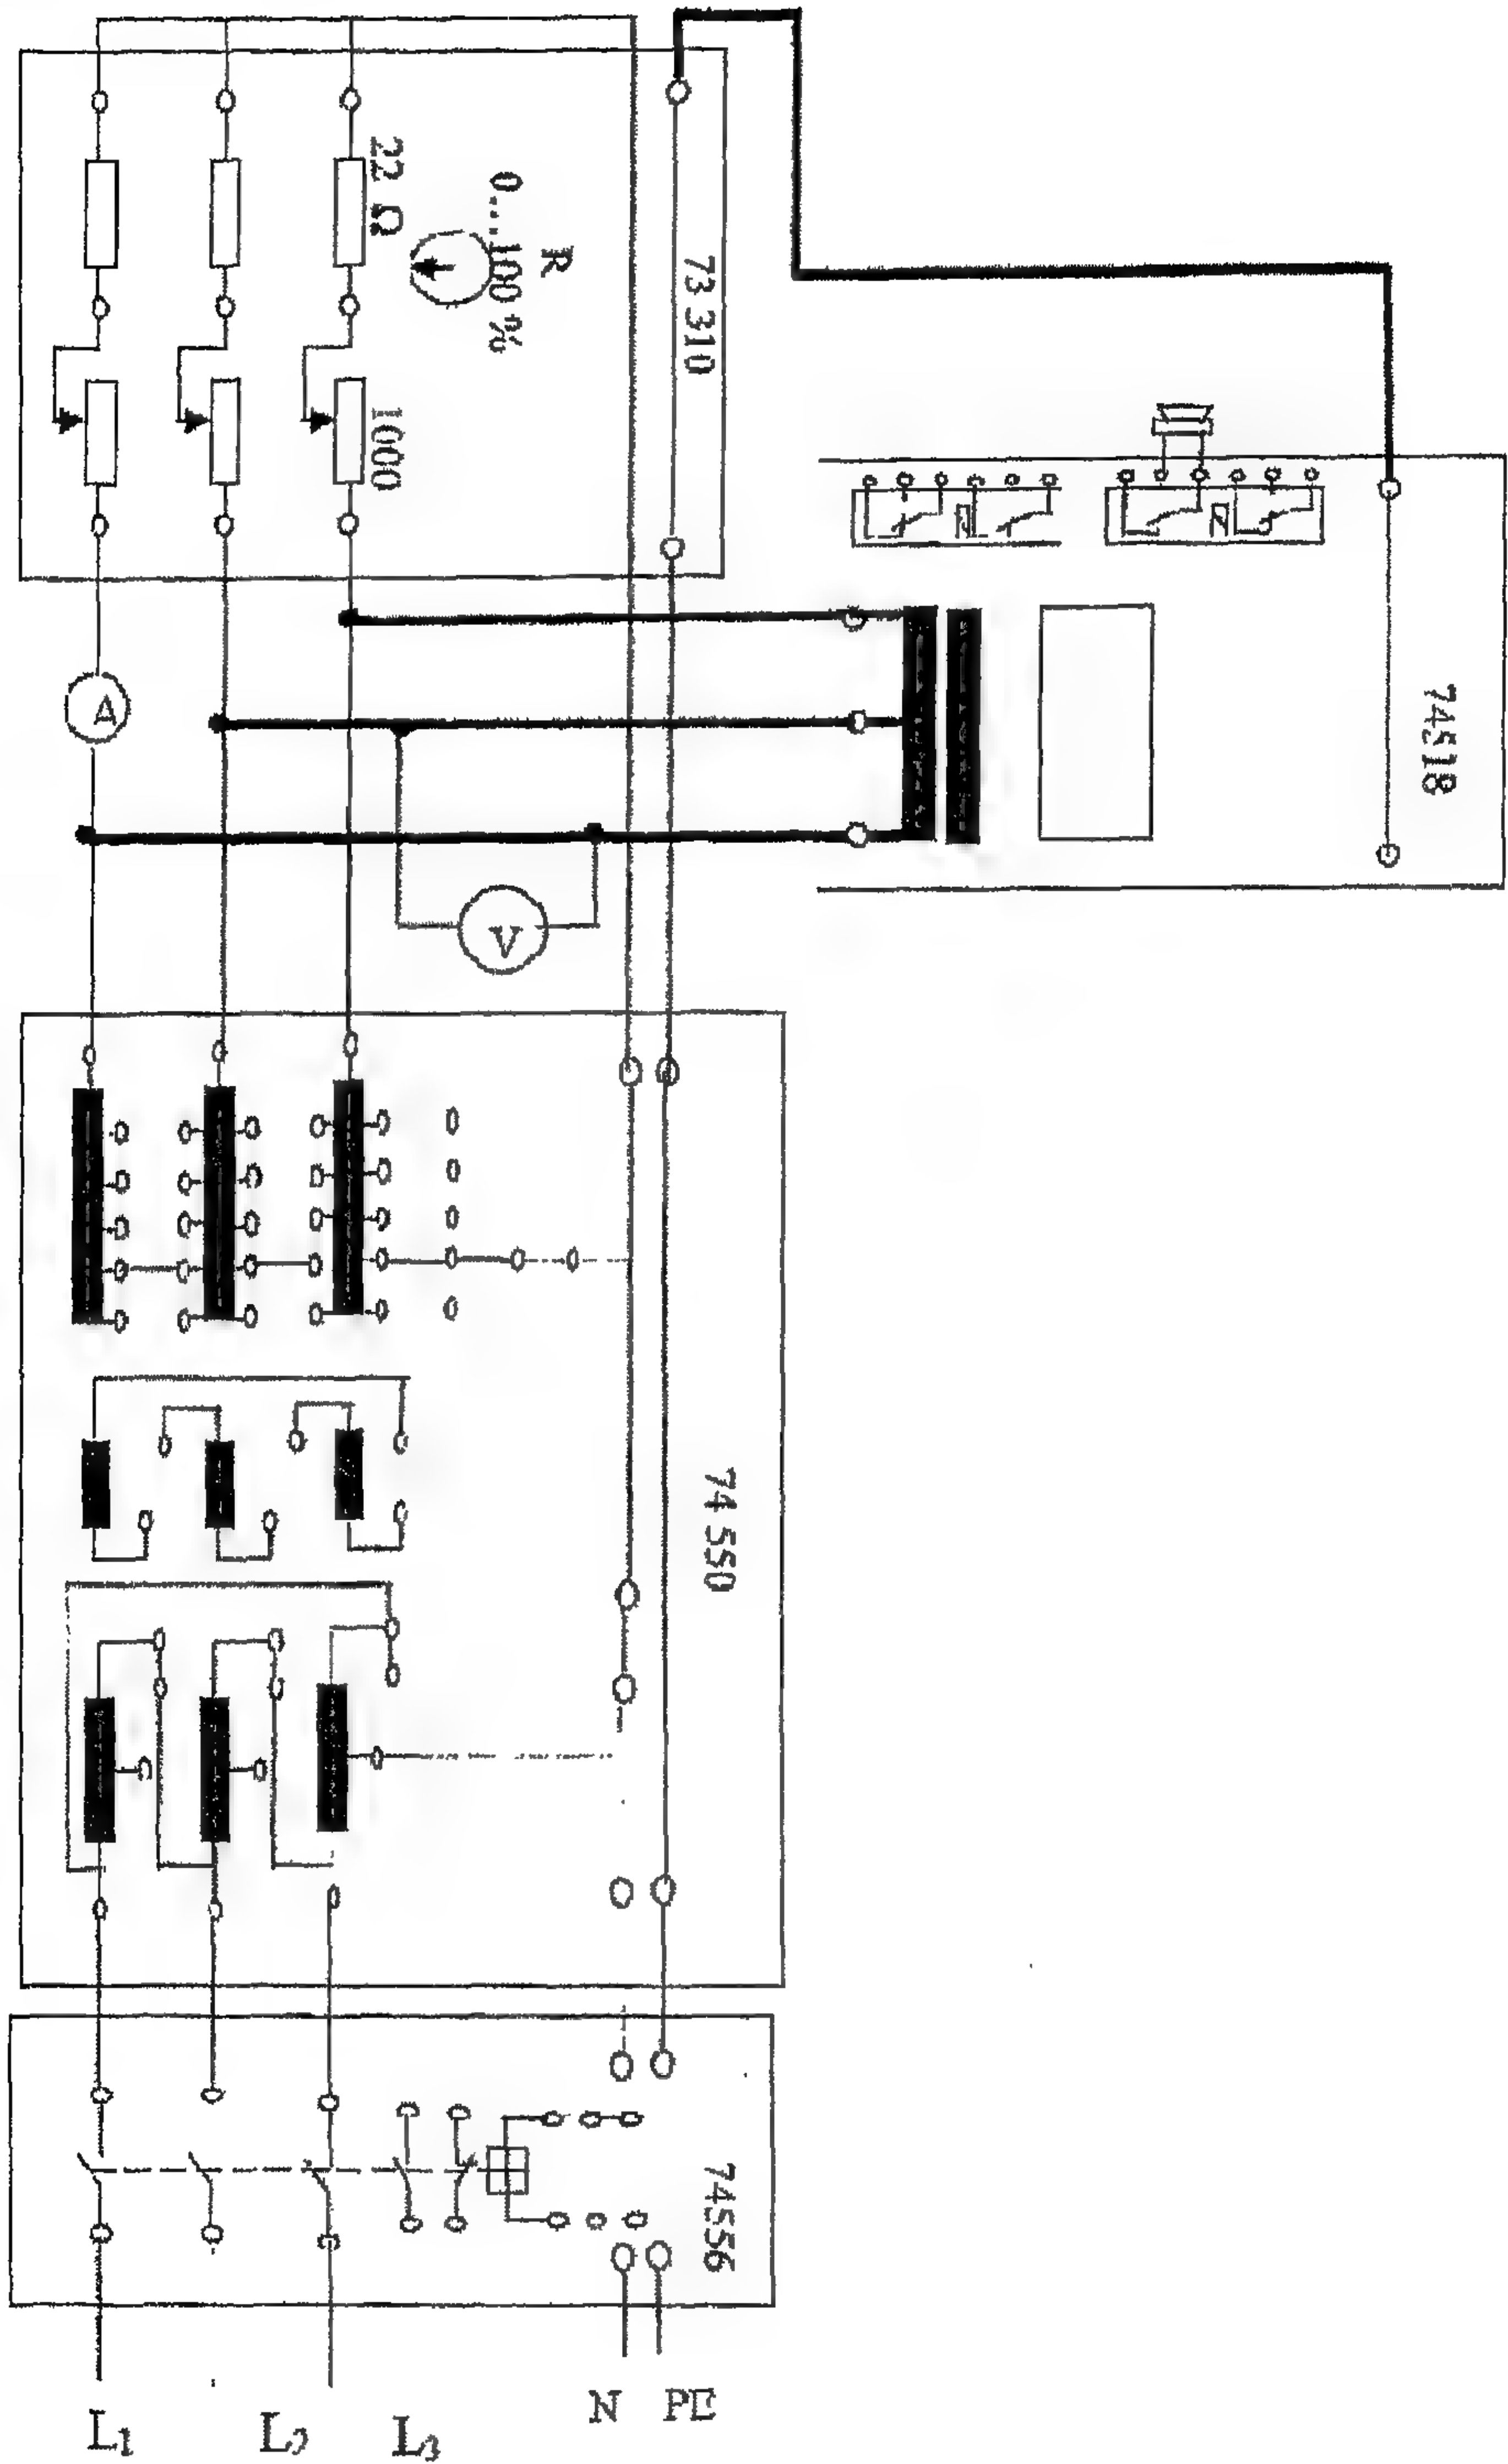 22 Ω
0...100 %
R
1000
73 310
74518
A
V
74 550
74556
L1
L2
L3
N
PE